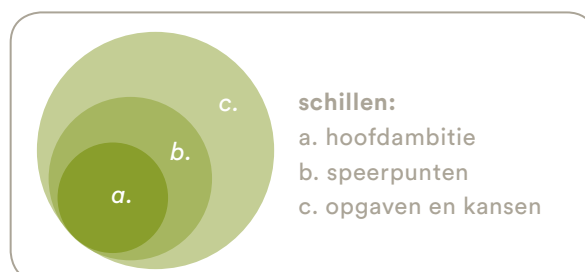 c.
b.
a.
schillen:
a. hoofdambitie
b. speerpunten
c. opgaven en kansen